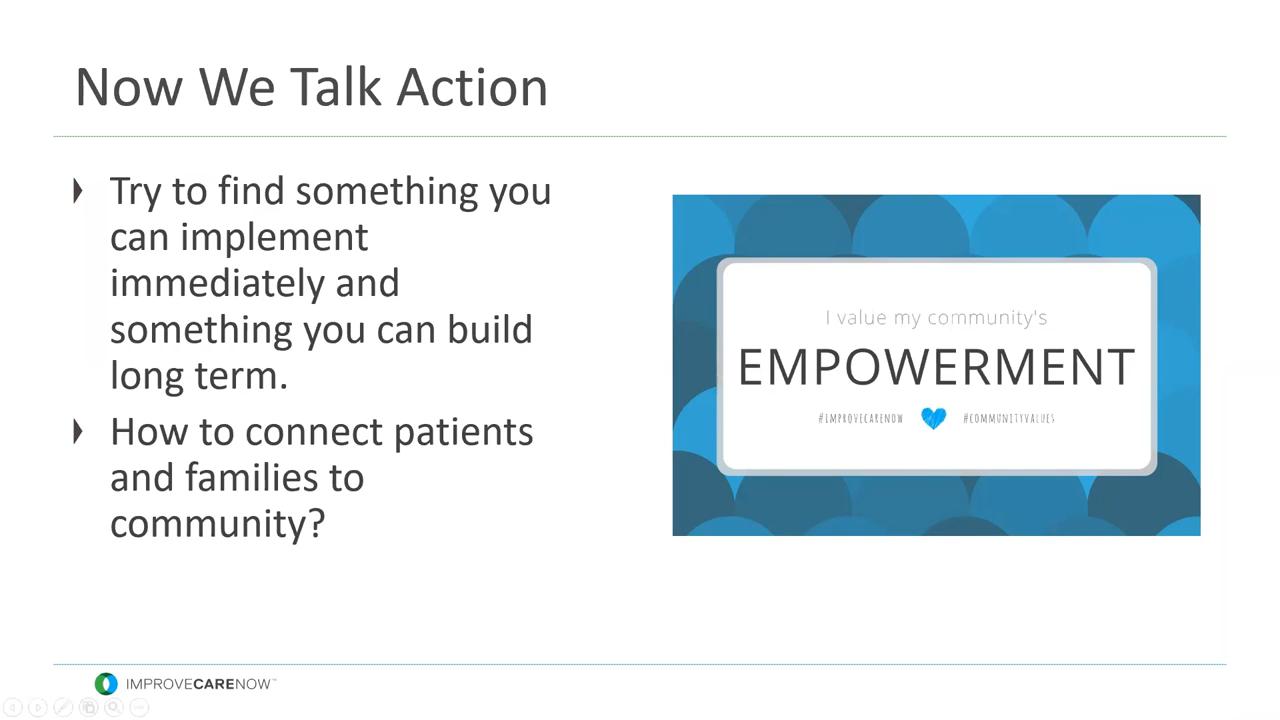 Now We Talk Action
Try to find something you
can implement
immediately and
something you can build
long term.
How to connect patients
and families to
community?
I value my community's
EMPOWERMENT
#IMPROVECARENOW #COMMUNITYVALUES
IMPROVECARENOW™